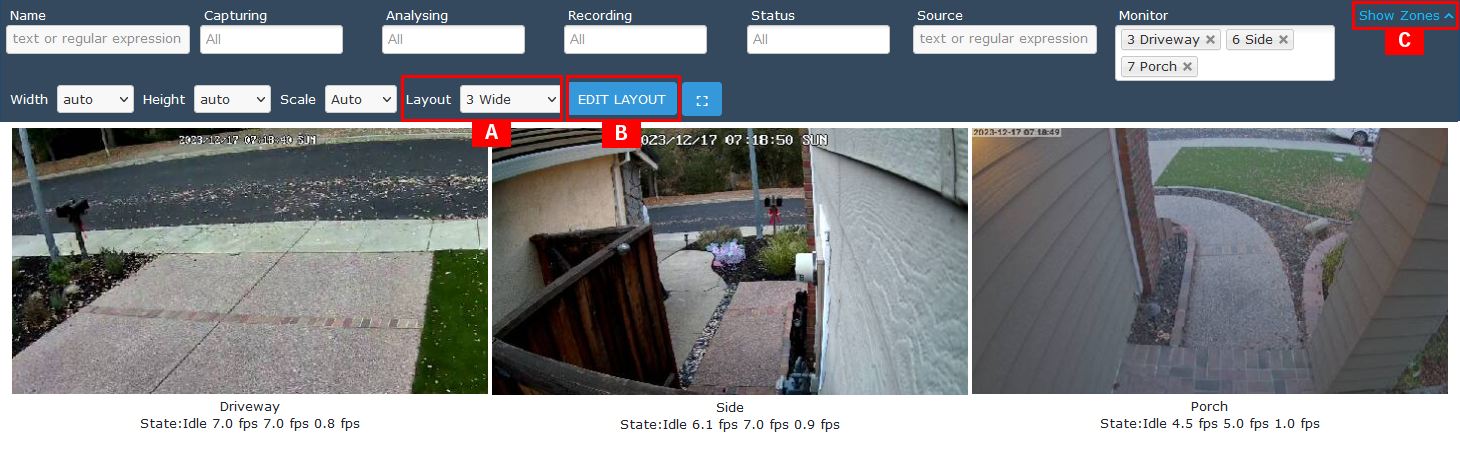 Name Capturing Analysing Recording Status Source Monitor Show Zones
text or regular expression All All All All text or regular expression 3 Driveway × 6 Side ×
C
7 Porch ×
Width auto Height auto Scale Auto Layout 3 Wide EDIT LAYOUT
A B
2023/12/17 07:18:40 SUN
023/12/17 07:18:50 SUN
2023-12-17 07:18:49
Driveway Side Porch
State:Idle 7.0 fps 7.0 fps 0.8 fps State:Idle 6.1 fps 7.0 fps 0.9 fps State:Idle 4.5 fps 5.0 fps 1.0 fps